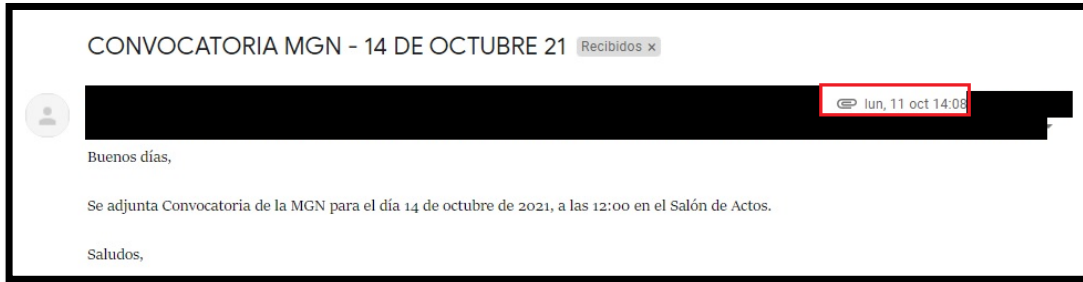 CONVOCATORIA MGN - 14 DE OCTUBRE 21 Recibidos x
lun, 11 oct 14:08
Buenos días,
Se adjunta Convocatoria de la MGN para el día 14 de octubre de 2021, a las 12:00 en el Salón de Actos.
Saludos,